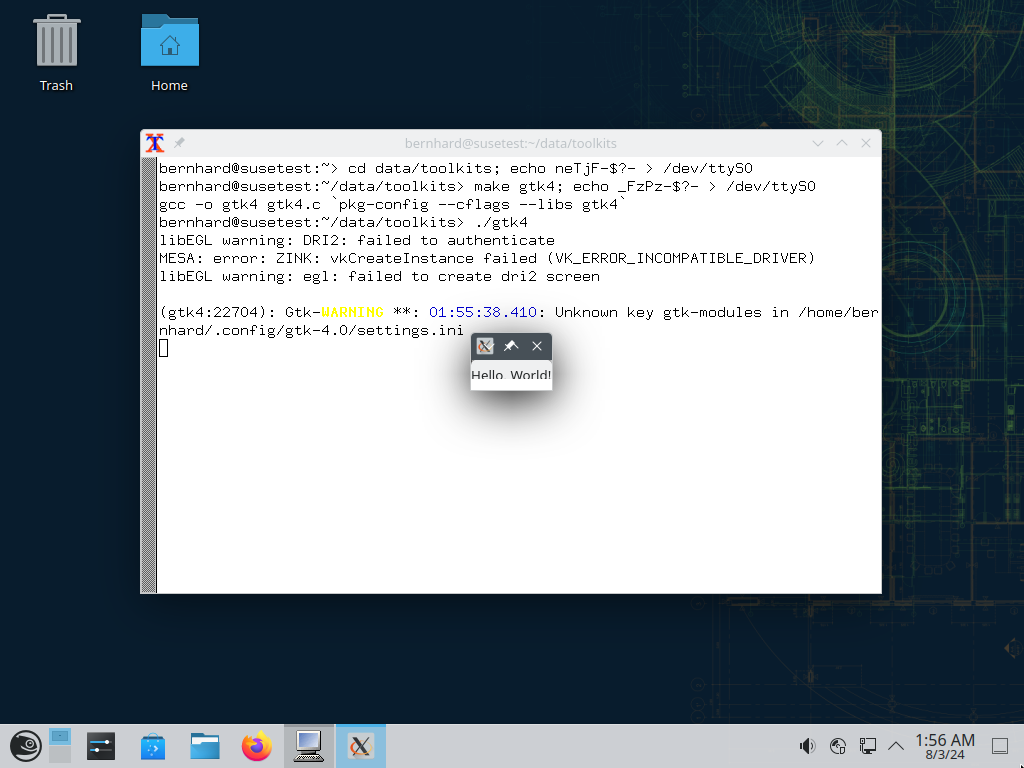 Trash
Home
bernhard@susetest:~/data/toolkits
bernhard@susetest:~> cd data/toolkits; echo neTjF-$?- > /dev/ttyS0
bernhard@susetest:~/data/toolkits> make gtk4; echo _FzPz-$?- > /dev/ttyS0
gcc -o gtk4 gtk4.c `pkg-config --cflags --libs gtk4`
bernhard@susetest:~/data/toolkits> ./gtk4
libEGL warning: DRI2: failed to authenticate
MESA: error: ZINK: vkCreateInstance failed (VK_ERROR_INCOMPATIBLE_DRIVER)
libEGL warning: egl: failed to create dri2 screen
(gtk4:22704): Gtk-WARNING **: 01:55:38.410: Unknown key gtk-modules in /home/ber
nhard/.config/gtk-4.0/settings.ini
Hello, World!
1:56 AM
8/3/24